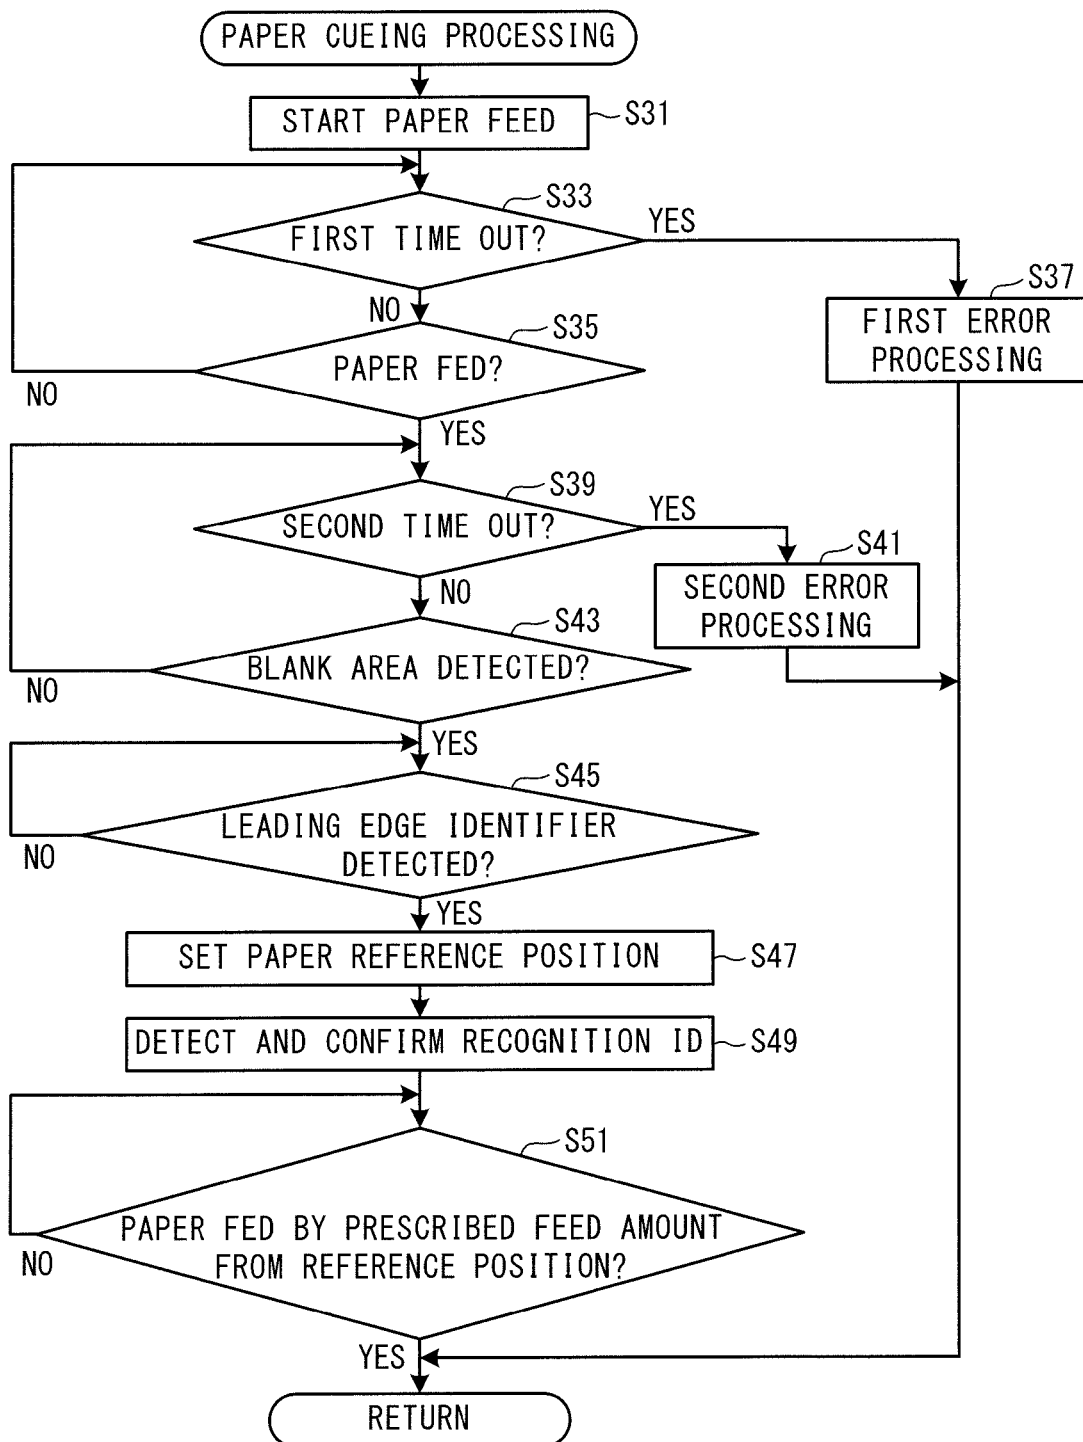 PAPER CUEING PROCESSING
START PAPER FEED
S31
S33
FIRST TIME OUT?
YES
NO
S37
FIRST ERROR
PROCESSING
S35
PAPER FED?
NO
YES
S39
SECOND TIME OUT?
YES
NO
S41
SECOND ERROR
PROCESSING
S43
BLANK AREA DETECTED?
NO
YES
S45
LEADING EDGE IDENTIFIER
DETECTED?
NO
YES
SET PAPER REFERENCE POSITION
S47
DETECT AND CONFIRM RECOGNITION ID
S49
S51
PAPER FED BY PRESCRIBED FEED AMOUNT
FROM REFERENCE POSITION?
NO
YES
RETURN